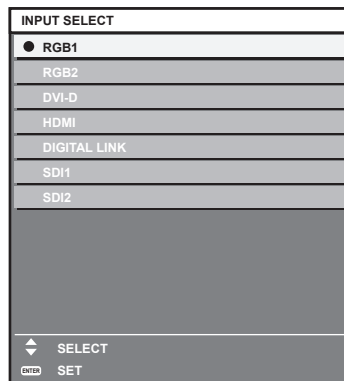 INPUT SELECT
RGB1
RGB2
DVI-D
HDMI
DIGITAL LINK
SDI1
SDI2
SELECT
ENTER SET